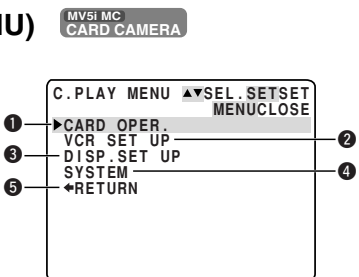 NU)
MV5i MC
CARD CAMERA
C.PLAY MENU ▲▼SEL.SETSET
MENUCLOSE
❶ ▶CARD OPER.
VCR SET UP ❷
❸ DISP.SET UP
SYSTEM ❹
❺ ←RETURN